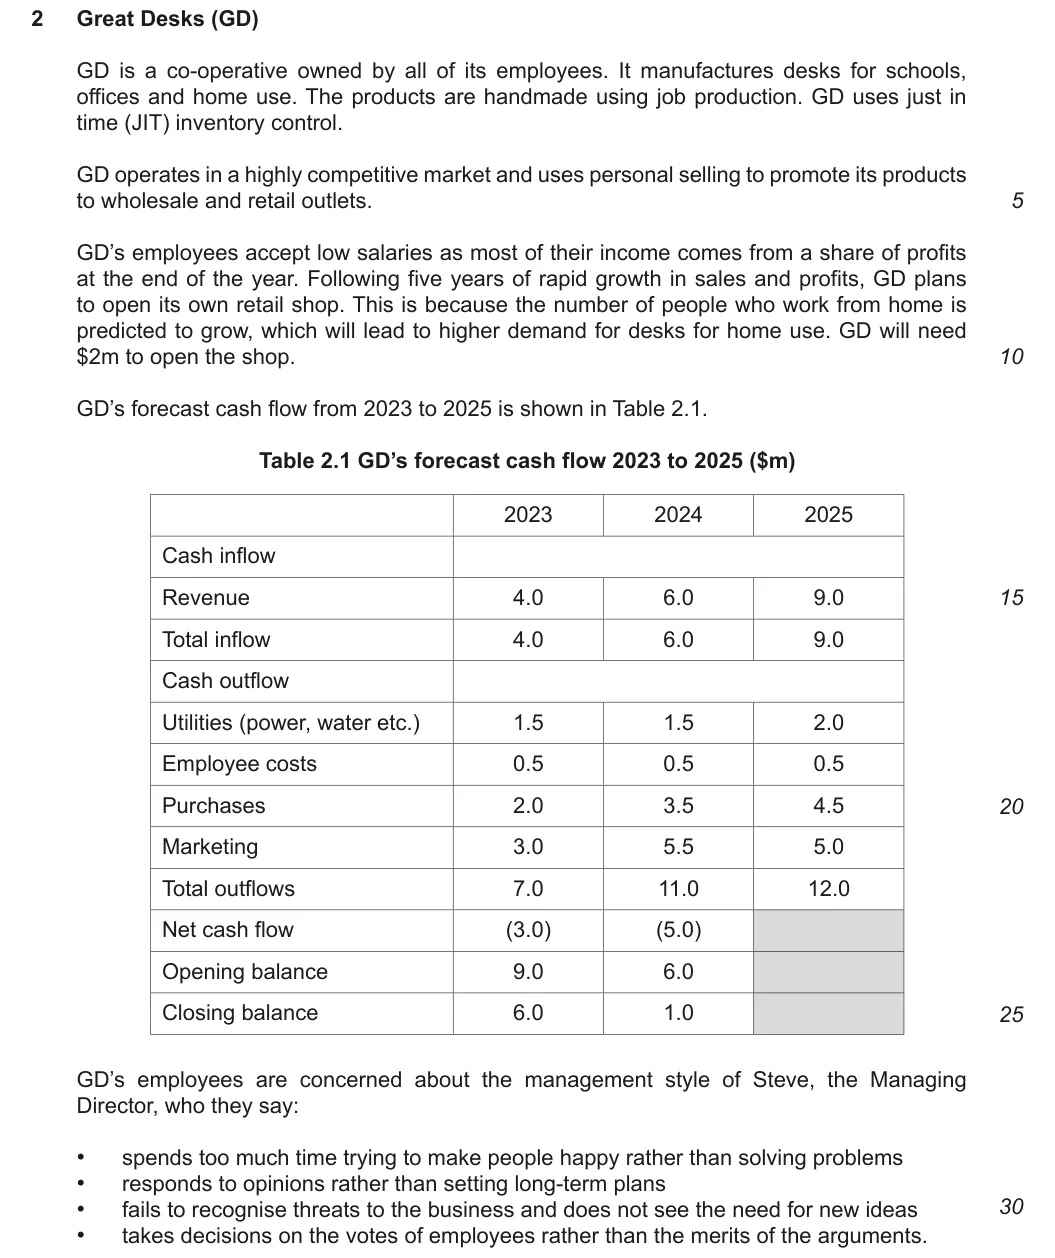 2 Great Desks (GD)
GD is a co-operative owned by all of its employees. It manufactures desks for schools,
offices and home use. The products are handmade using job production. GD uses just in
time (JIT) inventory control.
GD operates in a highly competitive market and uses personal selling to promote its products
to wholesale and retail outlets. 5
GD’s employees accept low salaries as most of their income comes from a share of profits
at the end of the year. Following five years of rapid growth in sales and profits, GD plans
to open its own retail shop. This is because the number of people who work from home is
predicted to grow, which will lead to higher demand for desks for home use. GD will need
$2m to open the shop. 10
GD’s forecast cash flow from 2023 to 2025 is shown in Table 2.1.
Table 2.1 GD’s forecast cash flow 2023 to 2025 ($m)
2023 2024 2025
Cash inflow
Revenue 4.0 6.0 9.0 15
Total inflow 4.0 6.0 9.0
Cash outflow
Utilities (power, water etc.) 1.5 1.5 2.0
Employee costs 0.5 0.5 0.5
Purchases 2.0 3.5 4.5 20
Marketing 3.0 5.5 5.0
Total outflows 7.0 11.0 12.0
Net cash flow (3.0) (5.0)
Opening balance 9.0 6.0
Closing balance 6.0 1.0 25
GD’s employees are concerned about the management style of Steve, the Managing
Director, who they say:
• spends too much time trying to make people happy rather than solving problems
• responds to opinions rather than setting long-term plans
• fails to recognise threats to the business and does not see the need for new ideas 30
• takes decisions on the votes of employees rather than the merits of the arguments.